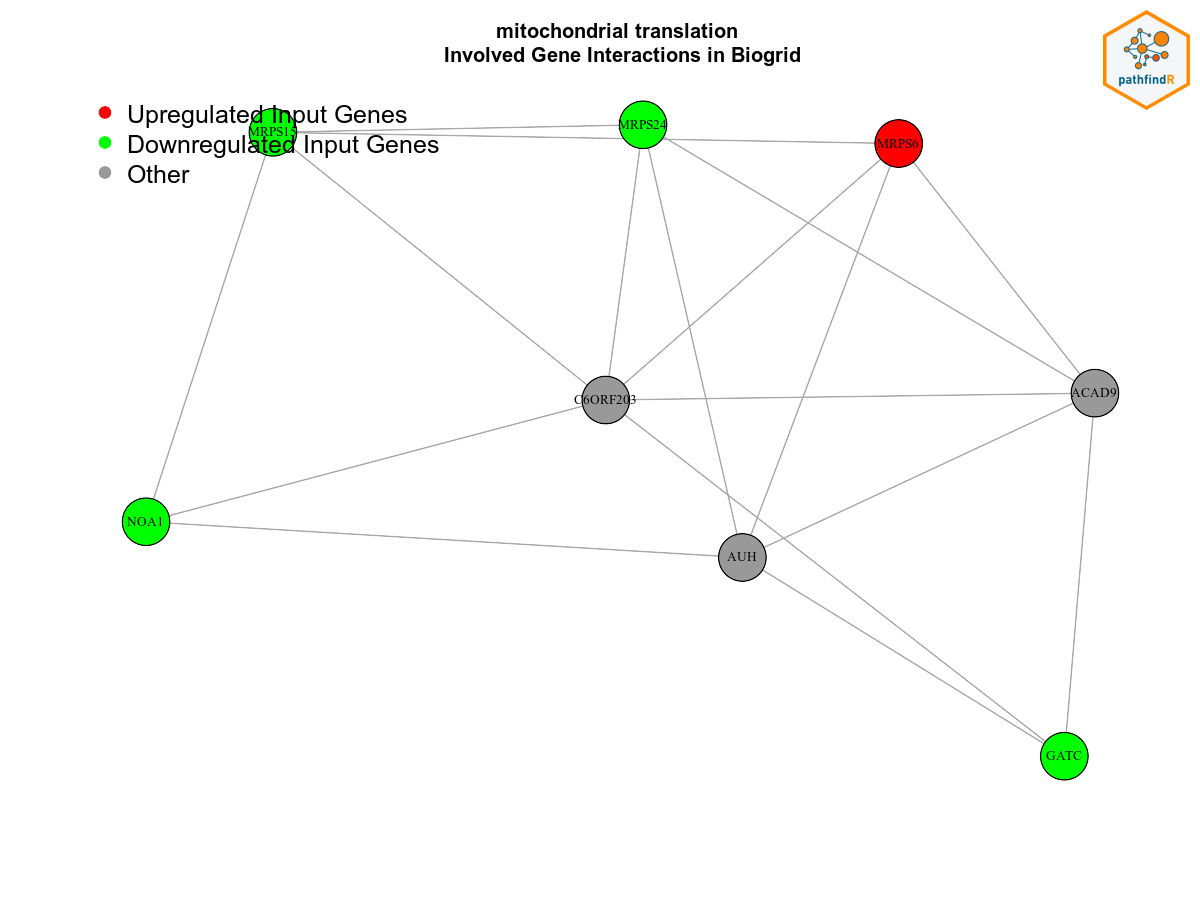 mitochondrial translation
Involved Gene Interactions in Biogrid
pathfindR
Upregulated Input Genes
Downregulated Input Genes
Other
MRPS15
MRPS24
MRPS6
C6ORF203
ACAD9
NOA1
AUH
GATC